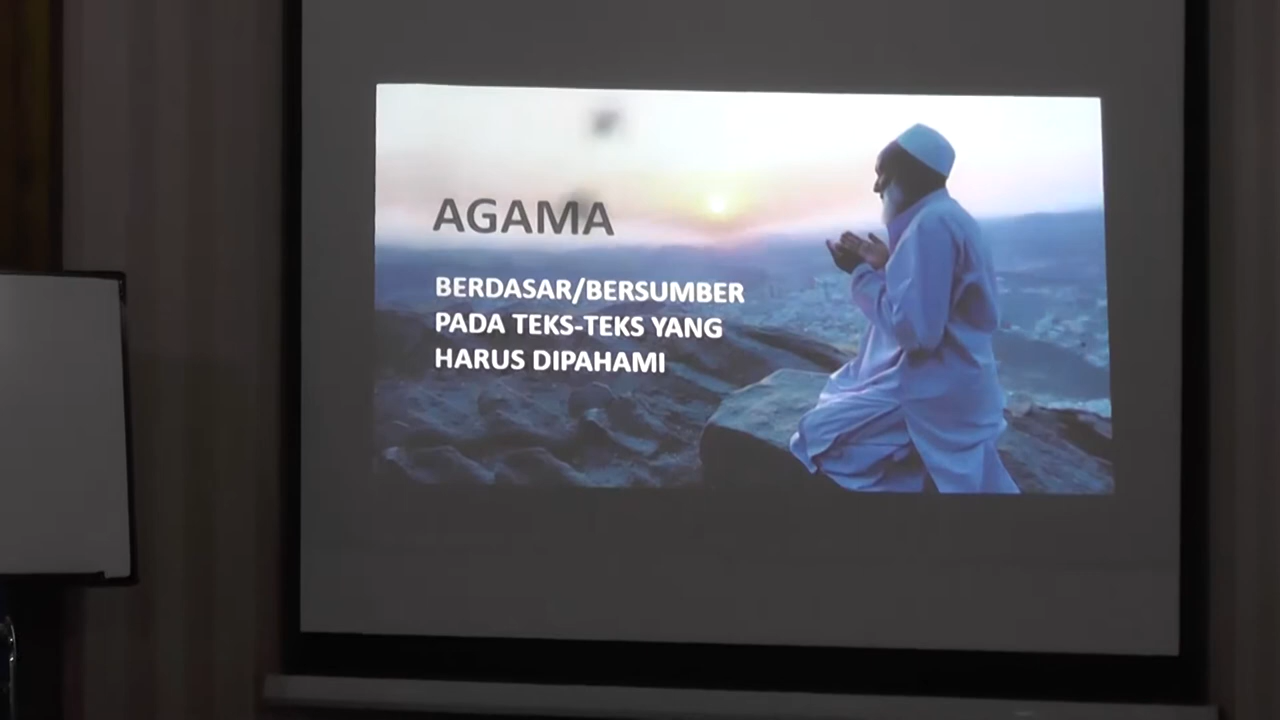 AGAMA
BERDASAR/BERSUMBER
PADA TEKS-TEKS YANG
HARUS DIPAHAMI